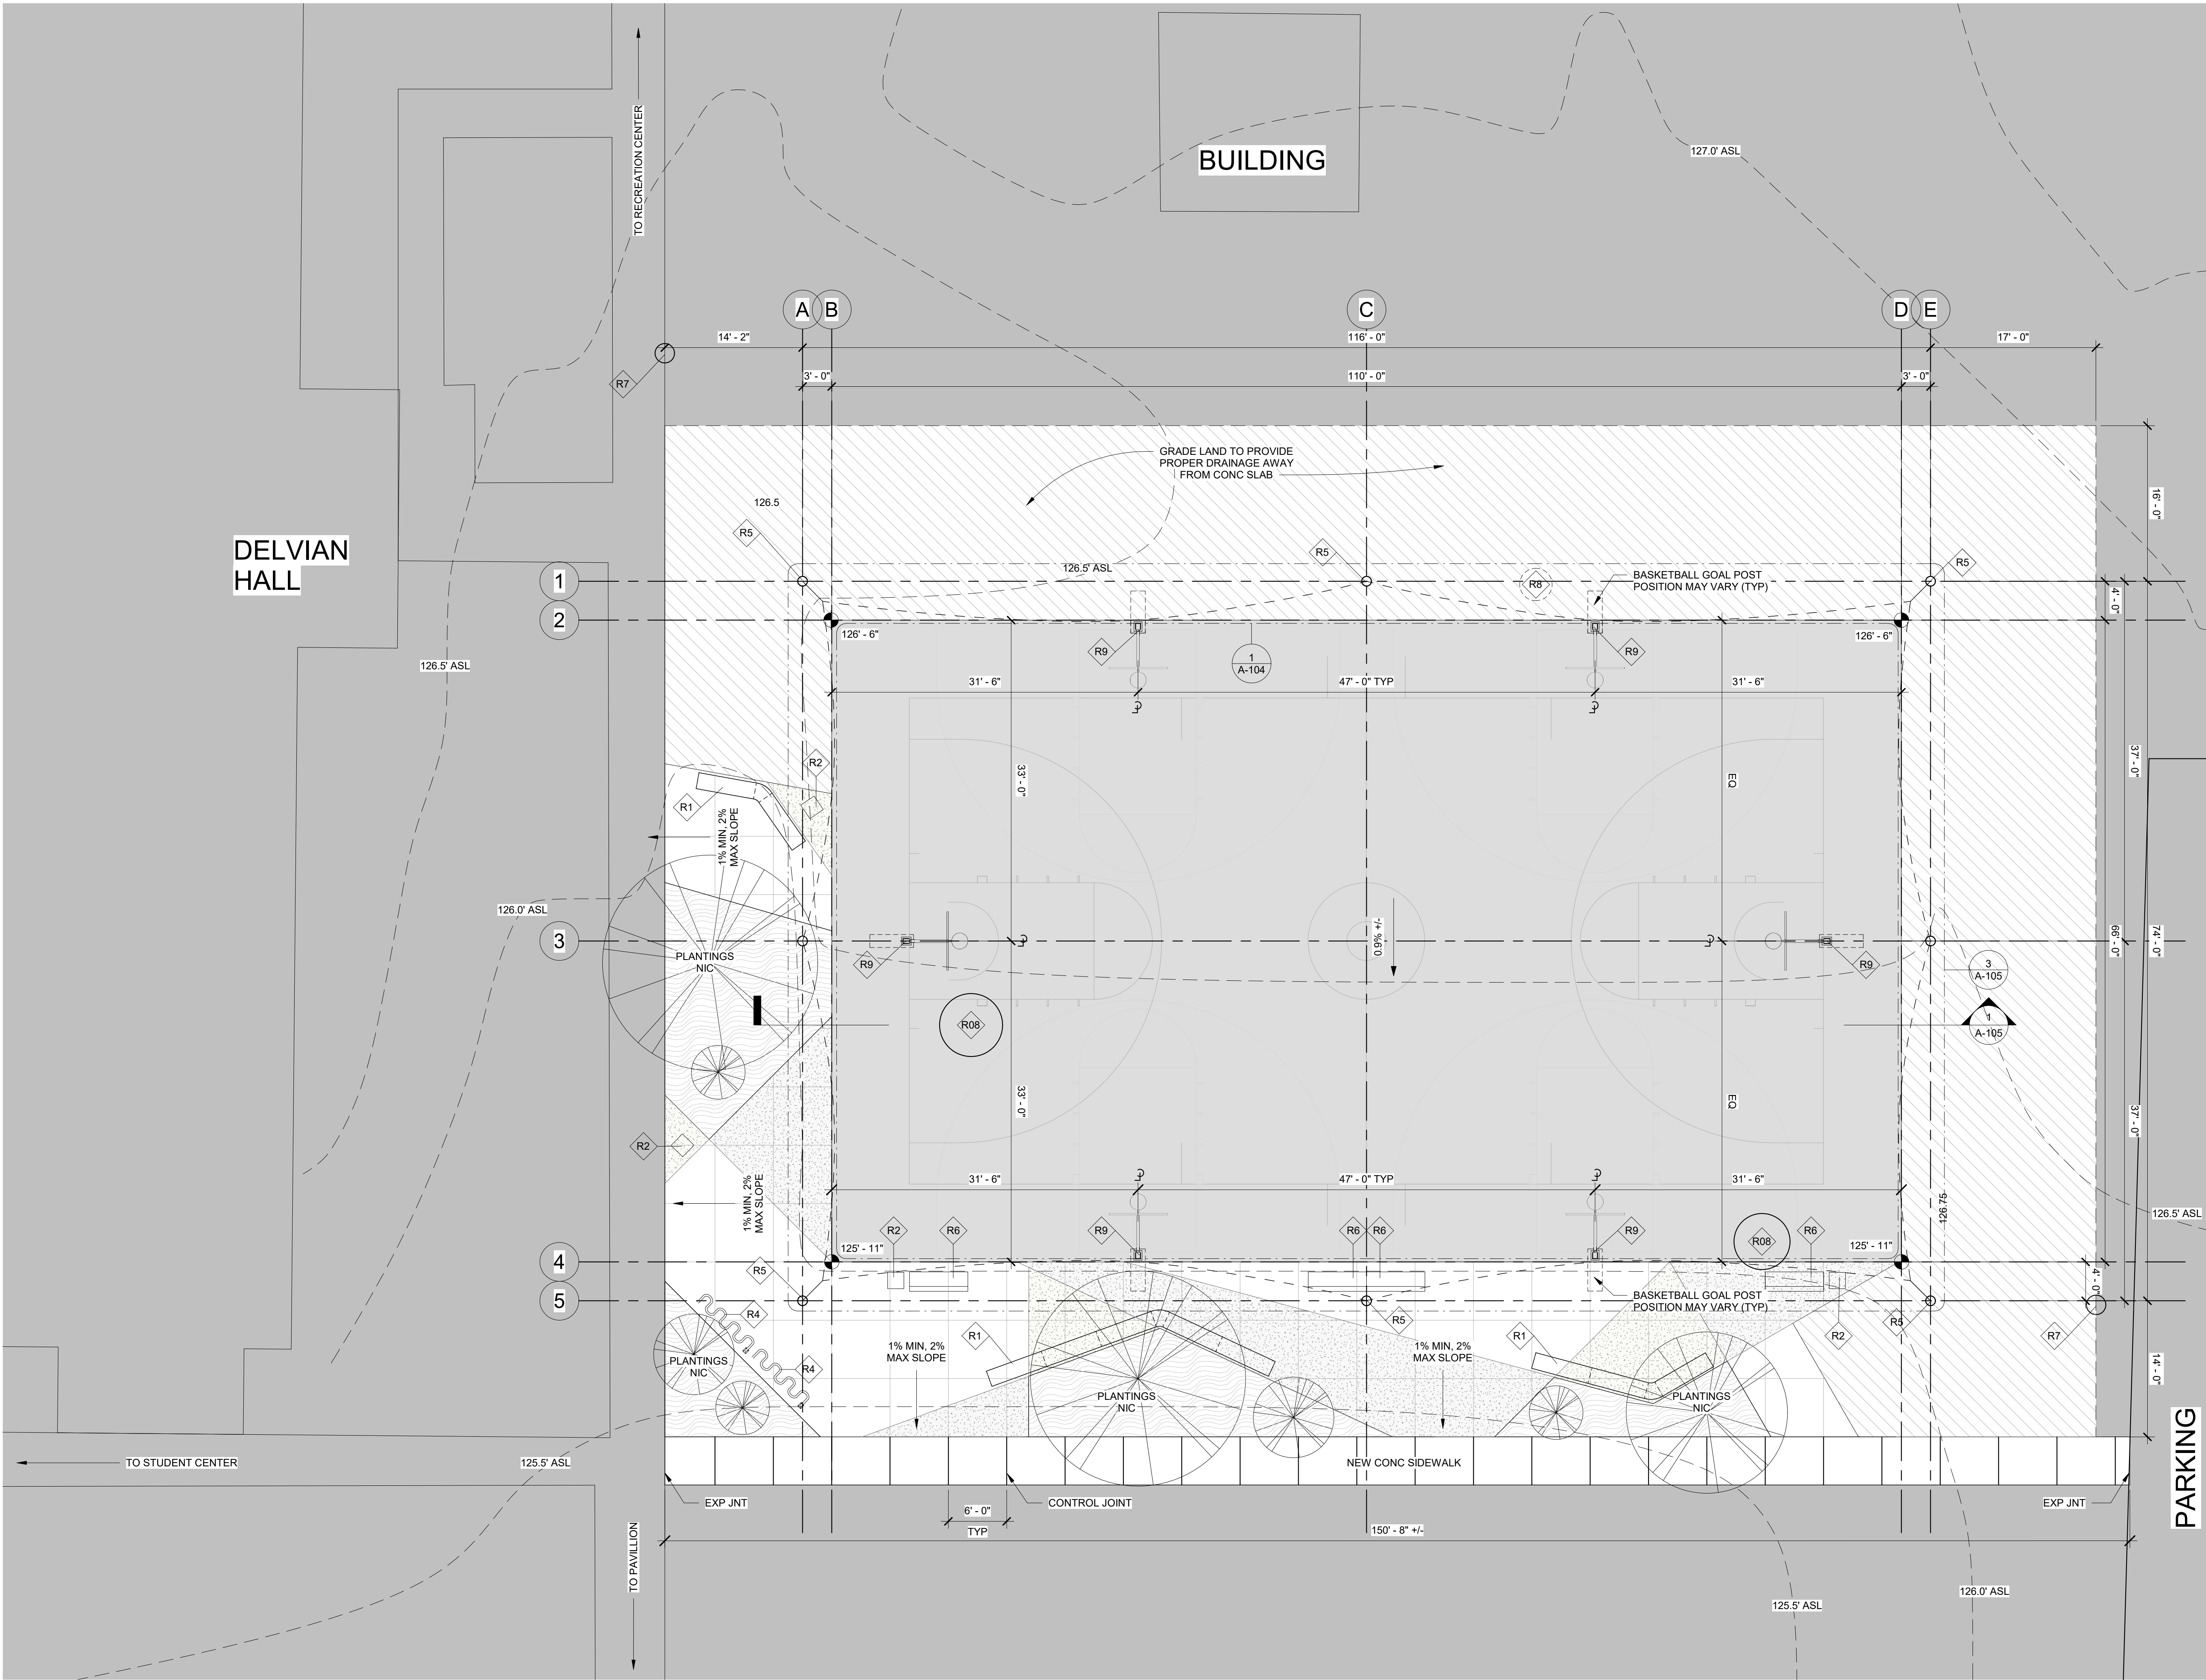 TO RECREATION CENTER
BUILDING
127.0' ASL
A
B
C
D
E
14' - 2"
116' - 0"
17' - 0"
3' - 0"
110' - 0"
3' - 0"
R7
GRADE LAND TO PROVIDE
PROPER DRAINAGE AWAY
FROM CONC SLAB
126.5
16' - 0"
R5
R5
R5
DELVIAN
HALL
126.5' ASL
1
R8
BASKETBALL GOAL POST
POSITION MAY VARY (TYP)
4' - 0"
2
126' - 6"
126' - 6"
R9
R9
1
A-104
126.5' ASL
31' - 6"
47' - 0" TYP
31' - 6"
R2
33' - 0"
EQ
37' - 0"
R1
1% MIN, 2%
MAX SLOPE
126.0' ASL
3
PLANTINGS
NIC
R9
+/- 0.9%
R9
66' - 0"
74' - 0"
3
A-105
R08
1
A-105
33' - 0"
EQ
37' - 0"
R2
1% MIN, 2%
MAX SLOPE
31' - 6"
47' - 0" TYP
31' - 6"
126.75
126.5' ASL
R2
R6
R9
R6
R6
R9
R08
R6
4
125' - 11"
125' - 11"
R5
4' - 0"
5
BASKETBALL GOAL POST
POSITION MAY VARY (TYP)
R4
R5
R5
R1
R1
R2
R7
1% MIN, 2%
MAX SLOPE
1% MIN, 2%
MAX SLOPE
PLANTINGS
NIC
R4
14' - 0"
PLANTINGS
NIC
PLANTINGS
NIC
TO STUDENT CENTER
125.5' ASL
NEW CONC SIDEWALK
PARKING
EXP JNT
CONTROL JOINT
EXP JNT
6' - 0"
TYP
150' - 8" +/-
TO PAVILLION
125.5' ASL
126.0' ASL